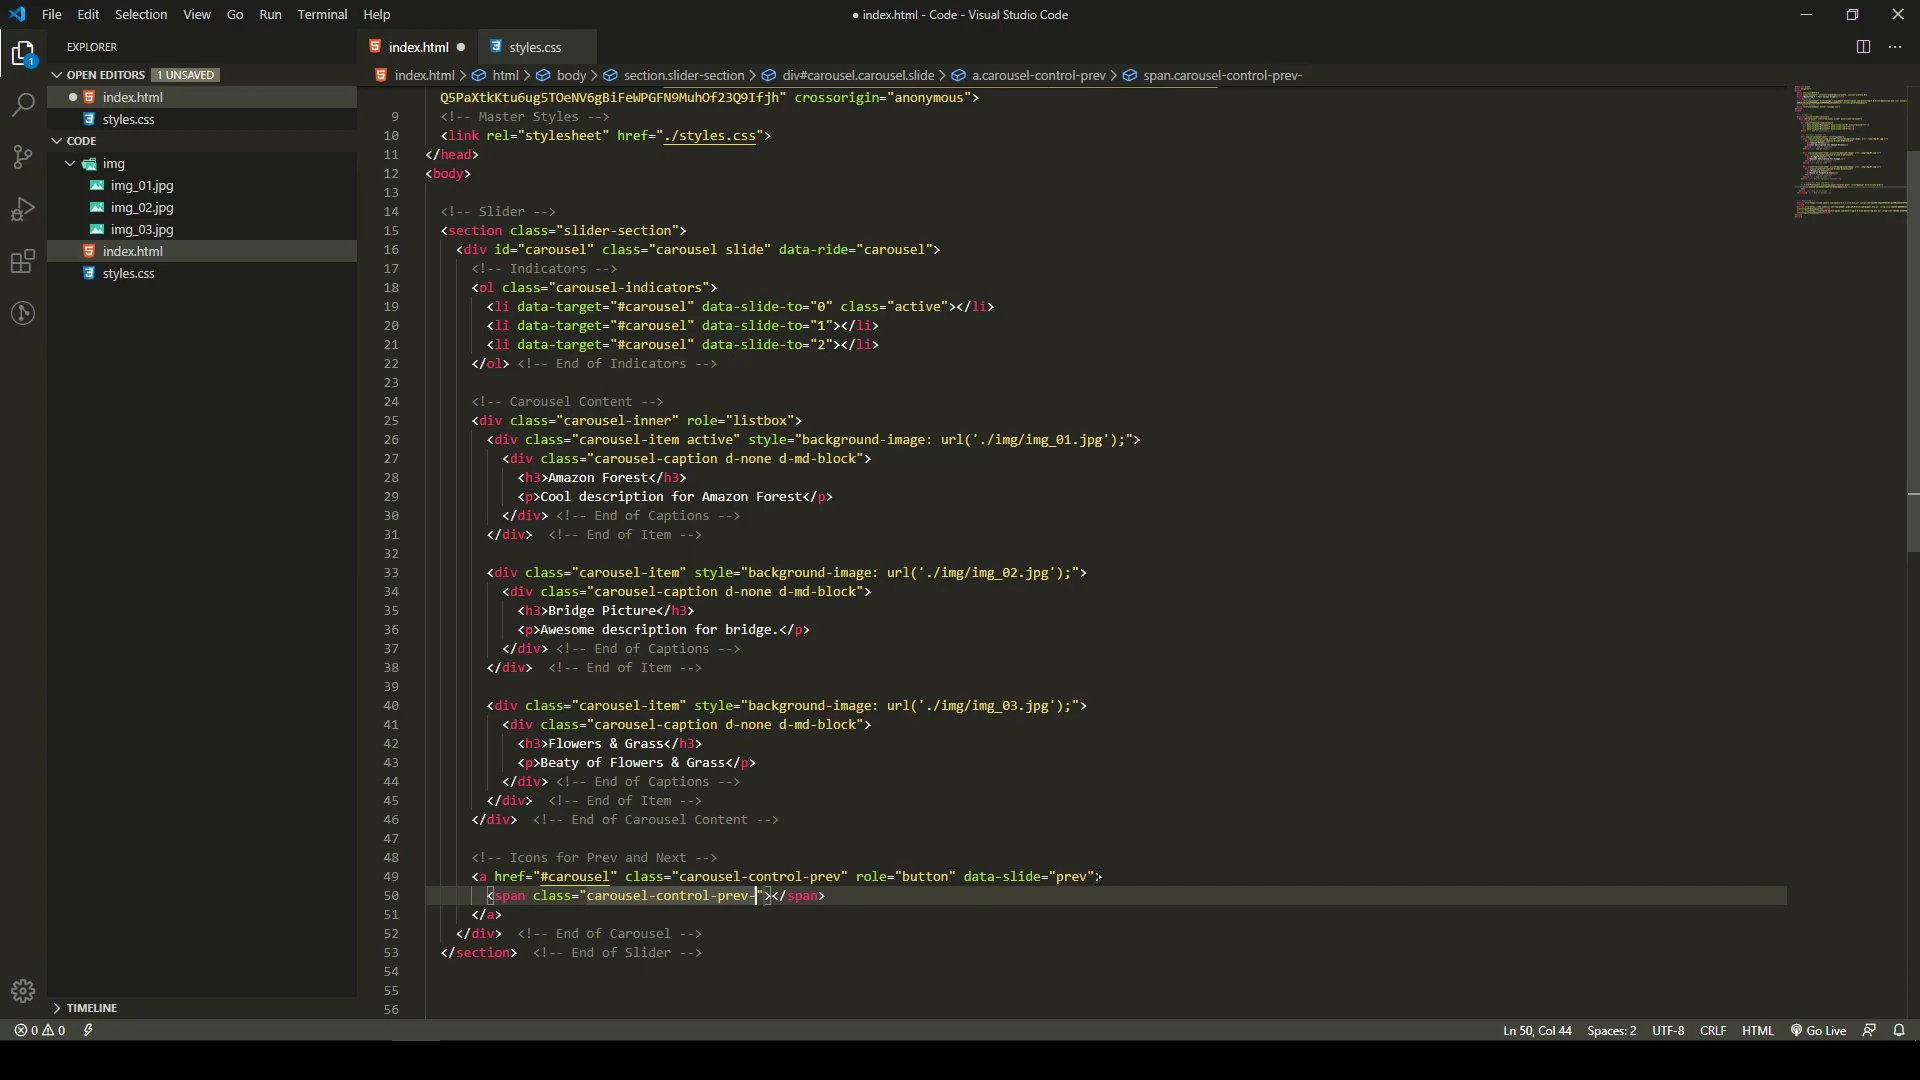 File Edit Selection View Go Run Terminal Help
● index.html - Code - Visual Studio Code
EXPLORER
OPEN EDITORS 1 UNSAVED
index.html
styles.css
CODE
img
img_01.jpg
img_02.jpg
img_03.jpg
index.html
styles.css
TIMELINE
index.html ● styles.css
index.html > html > body > section.slider-section > div#carousel.carousel.slide > a.carousel-control-prev > span.carousel-control-prev-
Q5PaXtkKtu6ug5TOeNV6gBiFeWPGFN9MuhOf23Q9Ifjh" crossorigin="anonymous">
9 <!-- Master Styles -->
10 <link rel="stylesheet" href="./styles.css">
11 </head>
12 <body>
13
14 <!-- Slider -->
15 <section class="slider-section">
16 <div id="carousel" class="carousel slide" data-ride="carousel">
17 <!-- Indicators -->
18 <ol class="carousel-indicators">
19 <li data-target="#carousel" data-slide-to="0" class="active"></li>
20 <li data-target="#carousel" data-slide-to="1"></li>
21 <li data-target="#carousel" data-slide-to="2"></li>
22 </ol> <!-- End of Indicators -->
23
24 <!-- Carousel Content -->
25 <div class="carousel-inner" role="listbox">
26 <div class="carousel-item active" style="background-image: url('./img/img_01.jpg');">
27 <div class="carousel-caption d-none d-md-block">
28 <h3>Amazon Forest</h3>
29 <p>Cool description for Amazon Forest</p>
30 </div> <!-- End of Captions -->
31 </div> <!-- End of Item -->
32
33 <div class="carousel-item" style="background-image: url('./img/img_02.jpg');">
34 <div class="carousel-caption d-none d-md-block">
35 <h3>Bridge Picture</h3>
36 <p>Awesome description for bridge.</p>
37 </div> <!-- End of Captions -->
38 </div> <!-- End of Item -->
39
40 <div class="carousel-item" style="background-image: url('./img/img_03.jpg');">
41 <div class="carousel-caption d-none d-md-block">
42 <h3>Flowers & Grass</h3>
43 <p>Beaty of Flowers & Grass</p>
44 </div> <!-- End of Captions -->
45 </div> <!-- End of Item -->
46 </div> <!-- End of Carousel Content -->
47
48 <!-- Icons for Prev and Next -->
49 <a href="#carousel" class="carousel-control-prev" role="button" data-slide="prev">
50 <span class="carousel-control-prev-"></span>
51 </a>
52 </div> <!-- End of Carousel -->
53 </section> <!-- End of Slider -->
54
55
56
0 0 Ln 50, Col 44 Spaces: 2 UTF-8 CRLF HTML Go Live